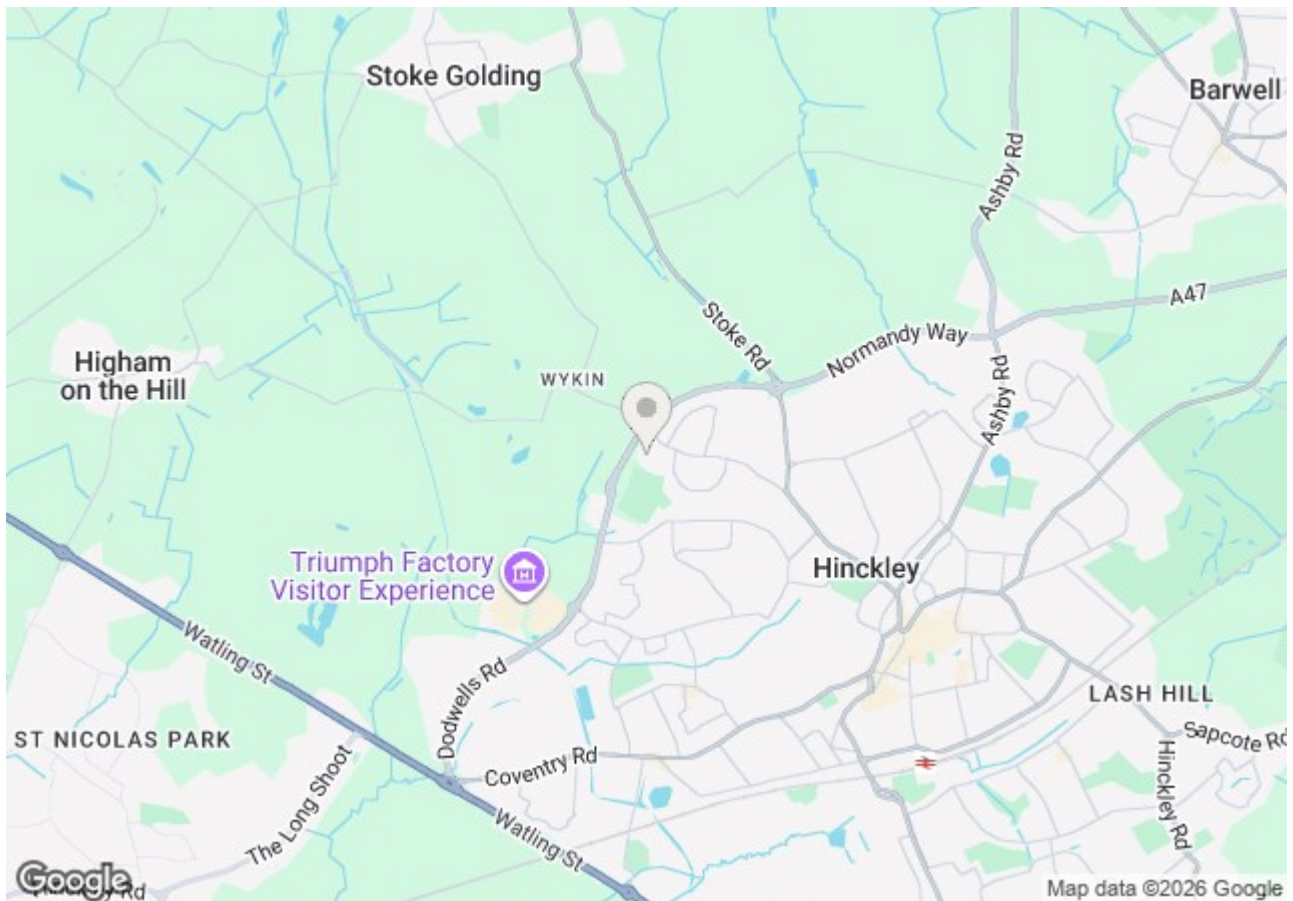 Stoke Golding
Barwell
Ashby Rd
A47
Stoke Rd
Normandy Way
Higham
on the Hill
WYKIN
Ashby Rd
Triumph Factory
Visitor Experience
Hinckley
Watling St
Dodwells Rd
LASH HILL
ST NICOLAS PARK
Sapcote Rd
Coventry Rd
The Long Shoot
Hinckley Rd
Watling St
Google
Hinckley Rd
Map data ©2026 Google